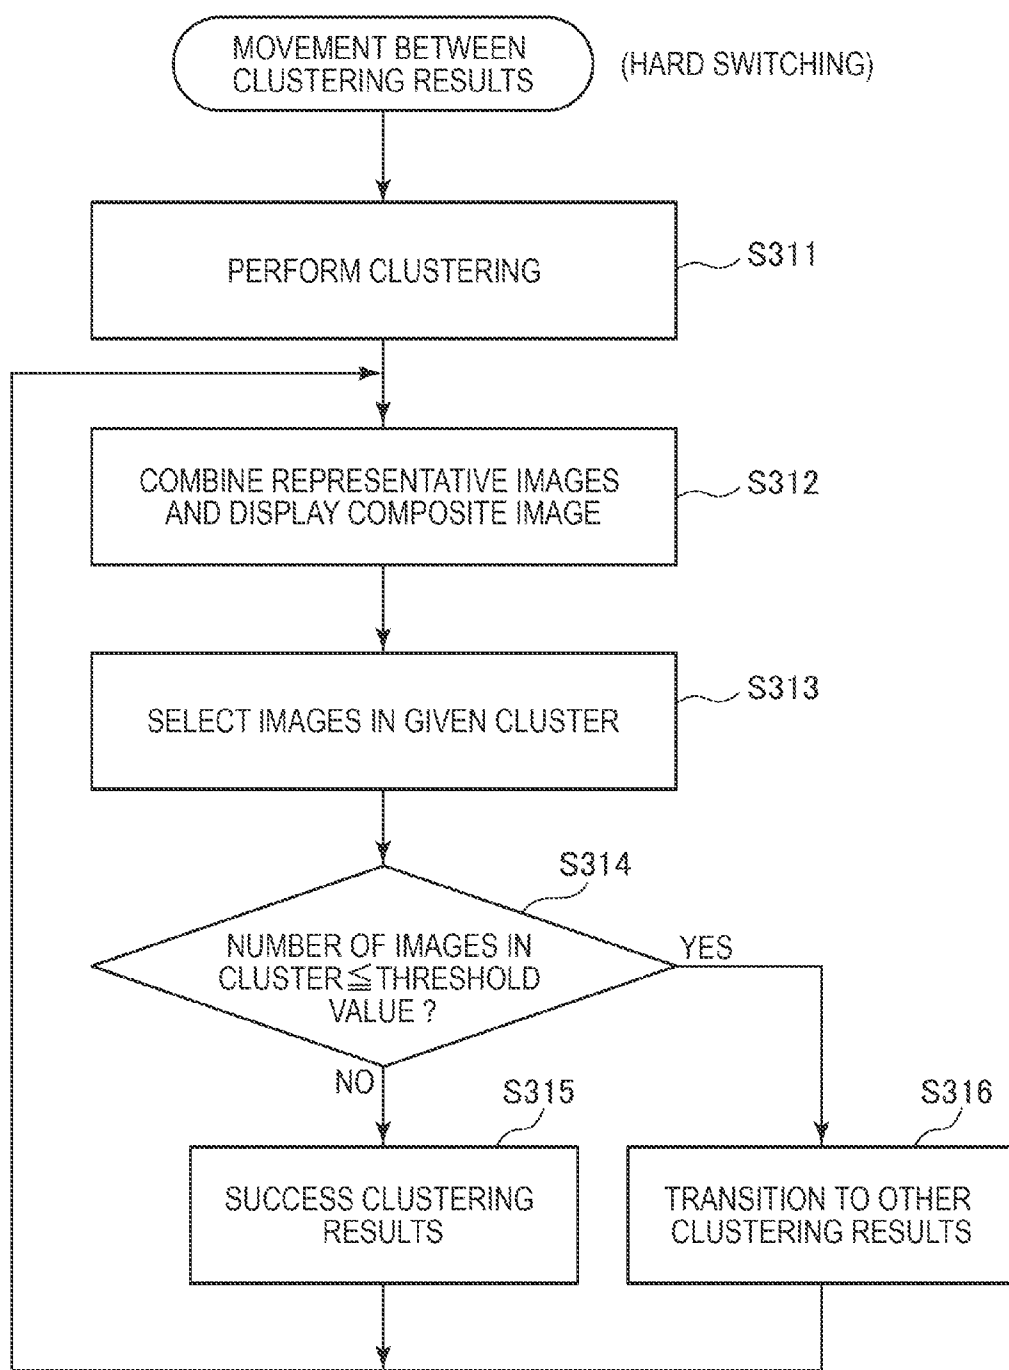 MOVEMENT BETWEEN
CLUSTERING RESULTS
(HARD SWITCHING)
PERFORM CLUSTERING
S311
COMBINE REPRESENTATIVE IMAGES
AND DISPLAY COMPOSITE IMAGE
S312
SELECT IMAGES IN GIVEN CLUSTER
S313
S314
NUMBER OF IMAGES IN
CLUSTER≦THRESHOLD
VALUE ?
YES
NO
S315
S316
SUCCESS CLUSTERING
RESULTS
TRANSITION TO OTHER
CLUSTERING RESULTS